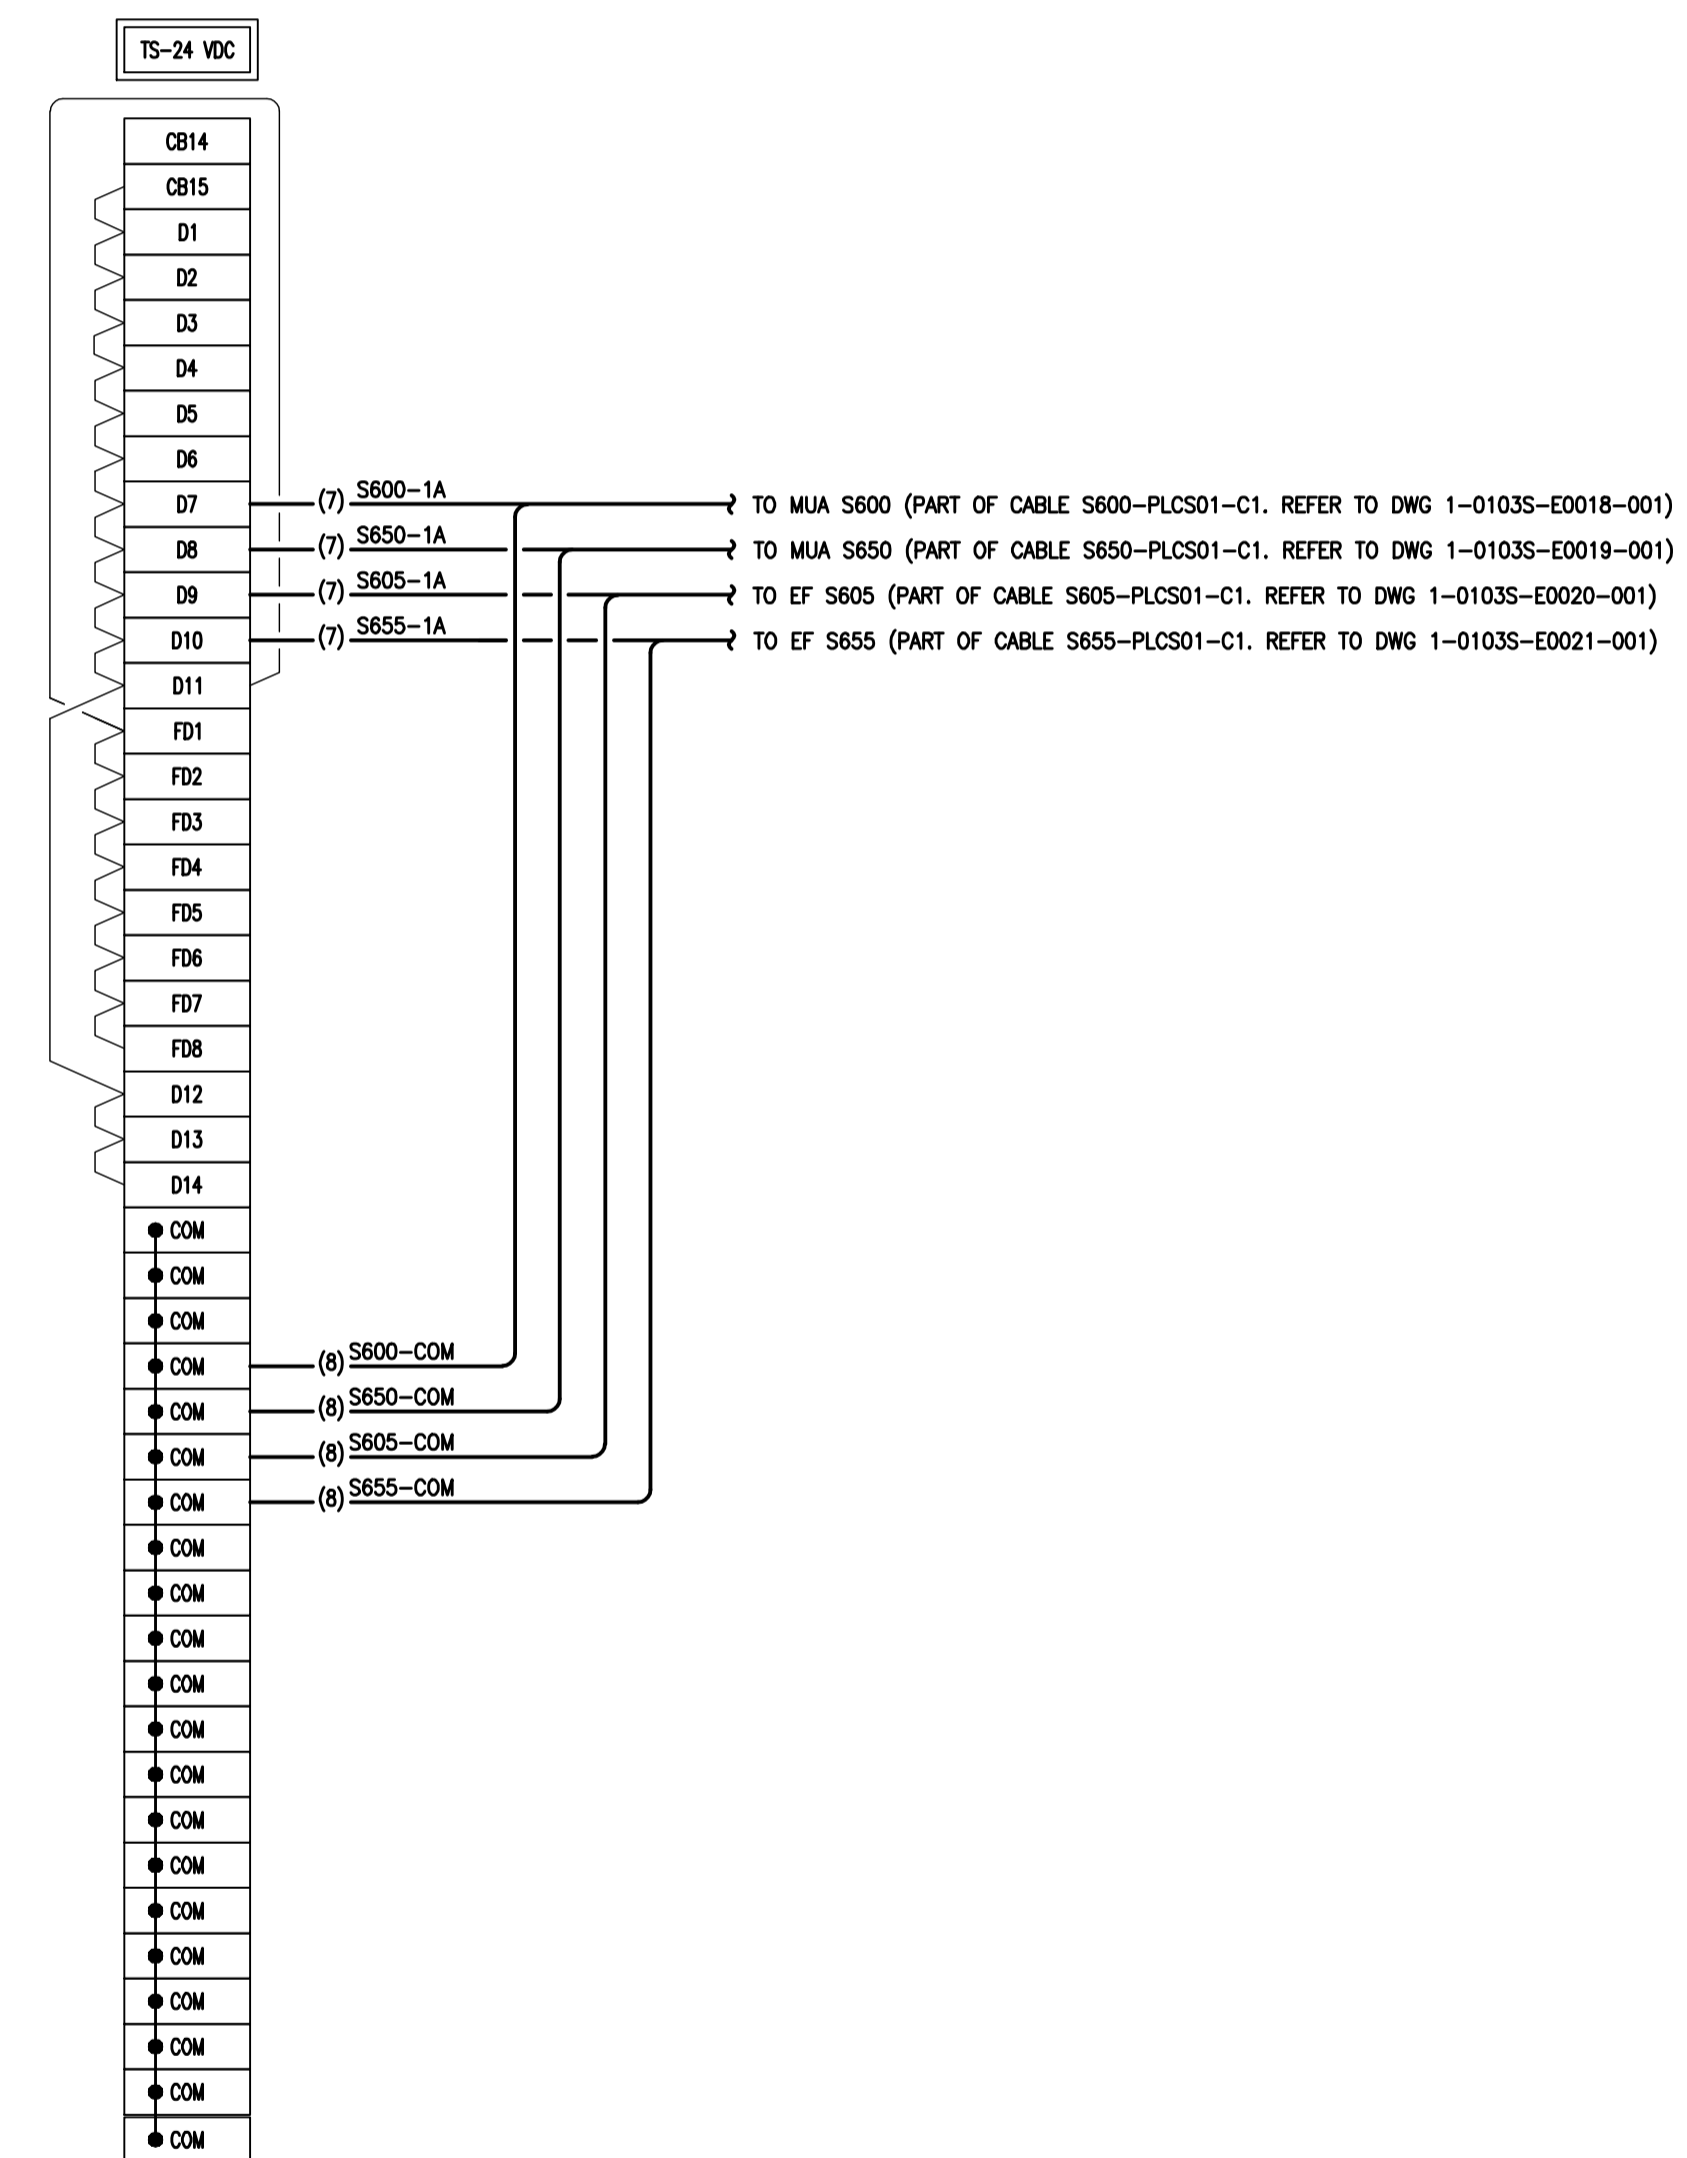 TS-24 VDC
CB14
CB15
D1
D2
D3
D4
D5
D6
D7 (7) S600-1A TO MUA S600 (PART OF CABLE S600-PLCS01-C1. REFER TO DWG 1-0103S-E0018-001)
D8 (7) S650-1A TO MUA S650 (PART OF CABLE S650-PLCS01-C1. REFER TO DWG 1-0103S-E0019-001)
D9 (7) S605-1A TO EF S605 (PART OF CABLE S605-PLCS01-C1. REFER TO DWG 1-0103S-E0020-001)
D10 (7) S655-1A TO EF S655 (PART OF CABLE S655-PLCS01-C1. REFER TO DWG 1-0103S-E0021-001)
D11
FD1
FD2
FD3
FD4
FD5
FD6
FD7
FD8
D12
D13
D14
COM
COM
COM
COM (8) S600-COM
COM (8) S650-COM
COM (8) S605-COM
COM (8) S655-COM
COM
COM
COM
COM
COM
COM
COM
COM
COM
COM
COM
COM
COM
COM